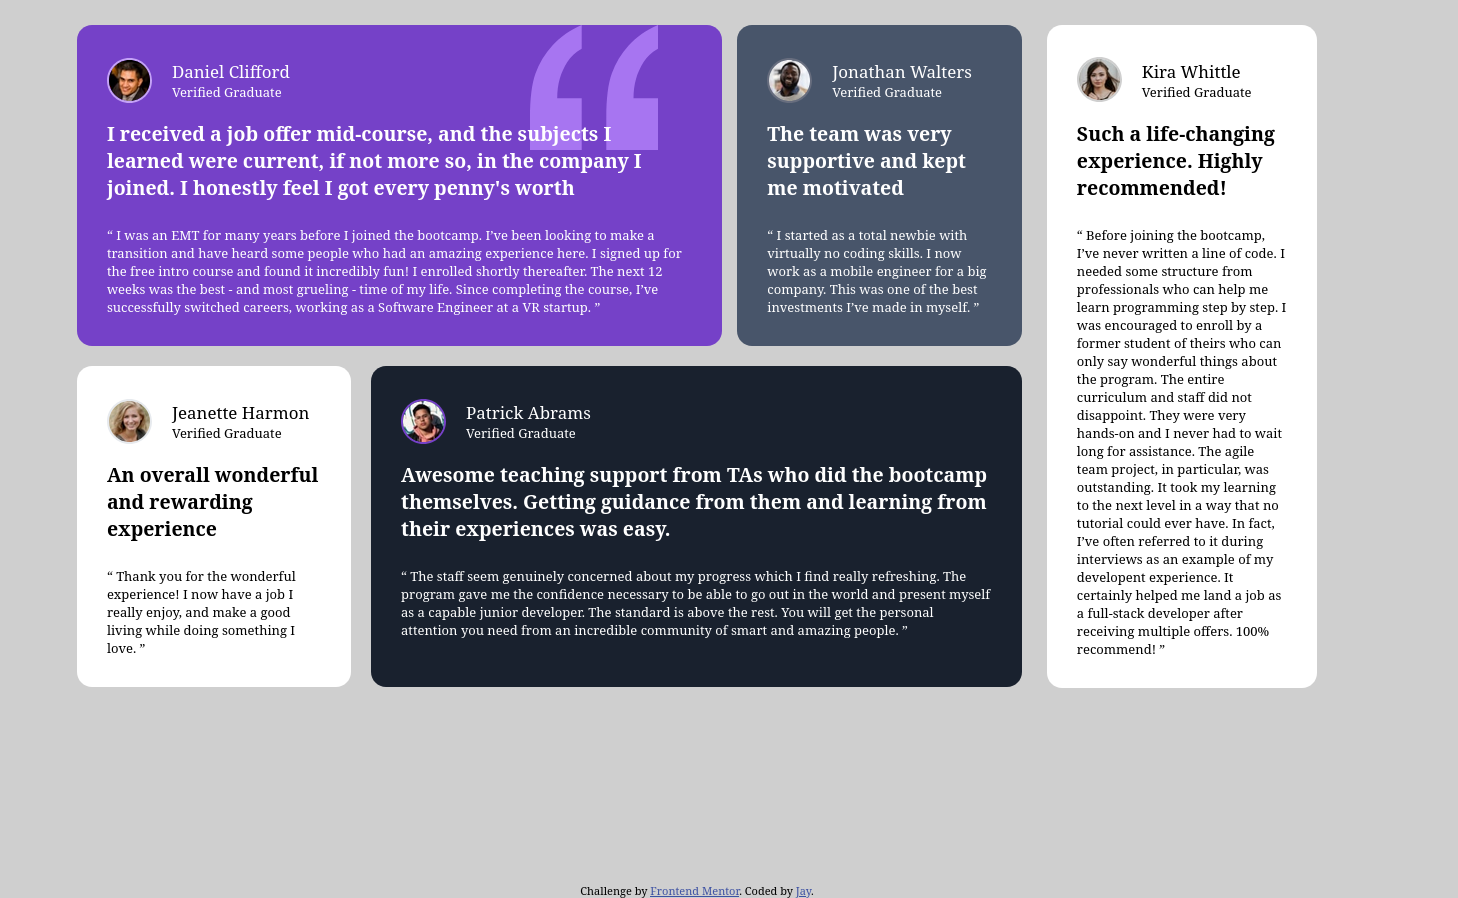 Daniel Clifford
Verified Graduate
I received a job offer mid-course, and the subjects I
learned were current, if not more so, in the company I
joined. I honestly feel I got every penny's worth
“ I was an EMT for many years before I joined the bootcamp. I’ve been looking to make a
transition and have heard some people who had an amazing experience here. I signed up for
the free intro course and found it incredibly fun! I enrolled shortly thereafter. The next 12
weeks was the best - and most grueling - time of my life. Since completing the course, I’ve
successfully switched careers, working as a Software Engineer at a VR startup. ”
Jonathan Walters
Verified Graduate
The team was very
supportive and kept
me motivated
“ I started as a total newbie with
virtually no coding skills. I now
work as a mobile engineer for a big
company. This was one of the best
investments I’ve made in myself. ”
Kira Whittle
Verified Graduate
Such a life-changing
experience. Highly
recommended!
“ Before joining the bootcamp,
I’ve never written a line of code. I
needed some structure from
professionals who can help me
learn programming step by step. I
was encouraged to enroll by a
former student of theirs who can
only say wonderful things about
the program. The entire
curriculum and staff did not
disappoint. They were very
hands-on and I never had to wait
long for assistance. The agile
team project, in particular, was
outstanding. It took my learning
to the next level in a way that no
tutorial could ever have. In fact,
I’ve often referred to it during
interviews as an example of my
developent experience. It
certainly helped me land a job as
a full-stack developer after
receiving multiple offers. 100%
recommend! ”
Jeanette Harmon
Verified Graduate
An overall wonderful
and rewarding
experience
“ Thank you for the wonderful
experience! I now have a job I
really enjoy, and make a good
living while doing something I
love. ”
Patrick Abrams
Verified Graduate
Awesome teaching support from TAs who did the bootcamp
themselves. Getting guidance from them and learning from
their experiences was easy.
“ The staff seem genuinely concerned about my progress which I find really refreshing. The
program gave me the confidence necessary to be able to go out in the world and present myself
as a capable junior developer. The standard is above the rest. You will get the personal
attention you need from an incredible community of smart and amazing people. ”
Challenge by Frontend Mentor. Coded by Jay.